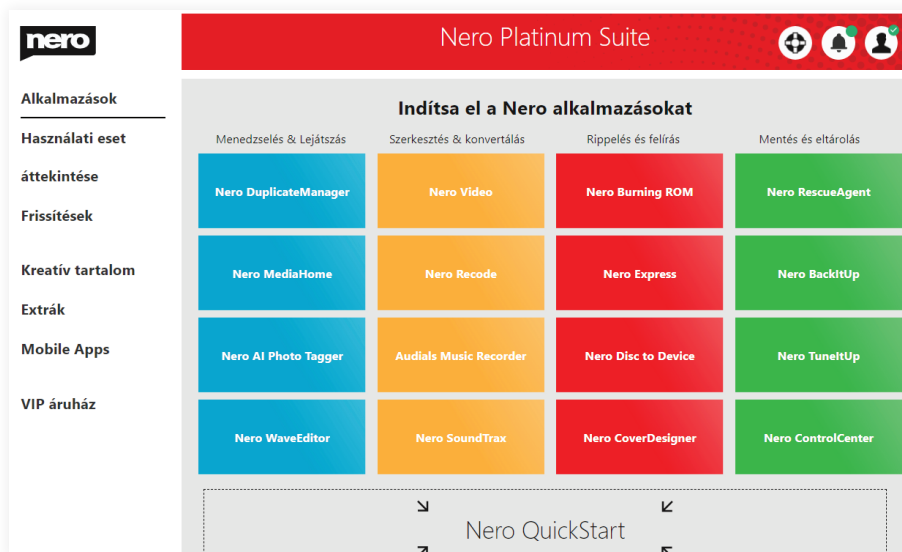 nero
Nero Platinum Suite
Alkalmazások
Használati eset
áttekintése
Frissítések
Kreatív tartalom
Extrák
Mobile Apps
VIP áruház
Indítsa el a Nero alkalmazásokat
Menedzselés & Lejátszás Szerkesztés & konvertálás Rippelés és felírás Mentés és eltárolás
Nero DuplicateManager Nero Video Nero Burning ROM Nero RescueAgent
Nero MediaHome Nero Recode Nero Express Nero BackItUp
Nero AI Photo Tagger Audials Music Recorder Nero Disc to Device Nero TuneItUp
Nero WaveEditor Nero SoundTrax Nero CoverDesigner Nero ControlCenter
Nero QuickStart